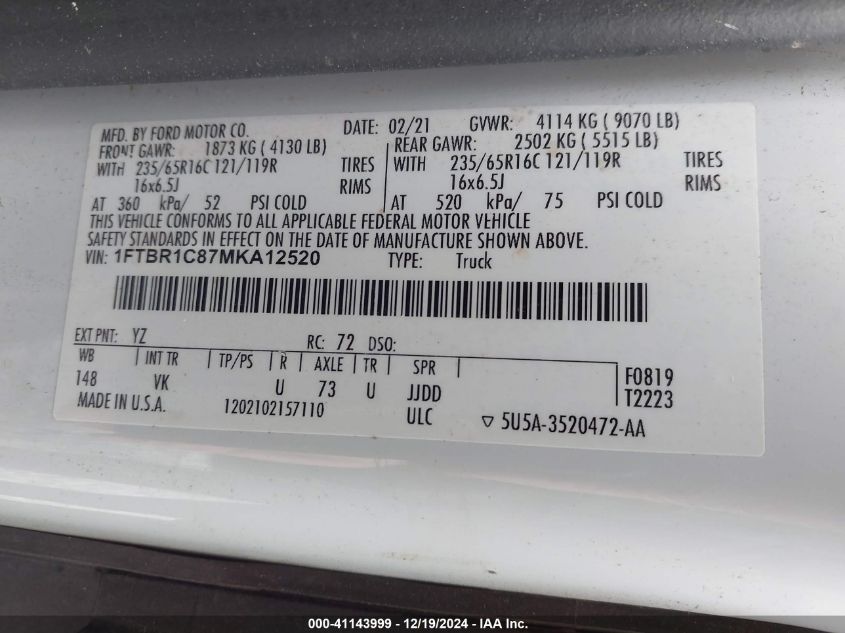 MFD. BY FORD MOTOR CO. DATE: 02/21 GVWR: 4114 KG ( 9070 LB)
FRONT GAWR: 1873 KG ( 4130 LB) REAR GAWR: 2502 KG ( 5515 LB)
WITH 235/65R16C 121/119R TIRES WITH 235/65R16C 121/119R TIRES
16x6.5J RIMS 16x6.5J RIMS
AT 360 kPa/ 52 PSI COLD AT 520 kPa/ 75 PSI COLD
THIS VEHICLE CONFORMS TO ALL APPLICABLE FEDERAL MOTOR VEHICLE
SAFETY STANDARDS IN EFFECT ON THE DATE OF MANUFACTURE SHOWN ABOVE.
VIN: 1FTBR1C87MKA12520 TYPE: Truck
EXT PNT: YZ RC: 72 DSO:
WB INT TR TP/PS R AXLE TR SPR
148 VK U 73 U JJDD F0819
T2223
MADE IN U.S.A. 1202102157110 ULC 5U5A-3520472-AA
000-41143999 - 12/19/2024 - IAA Inc.